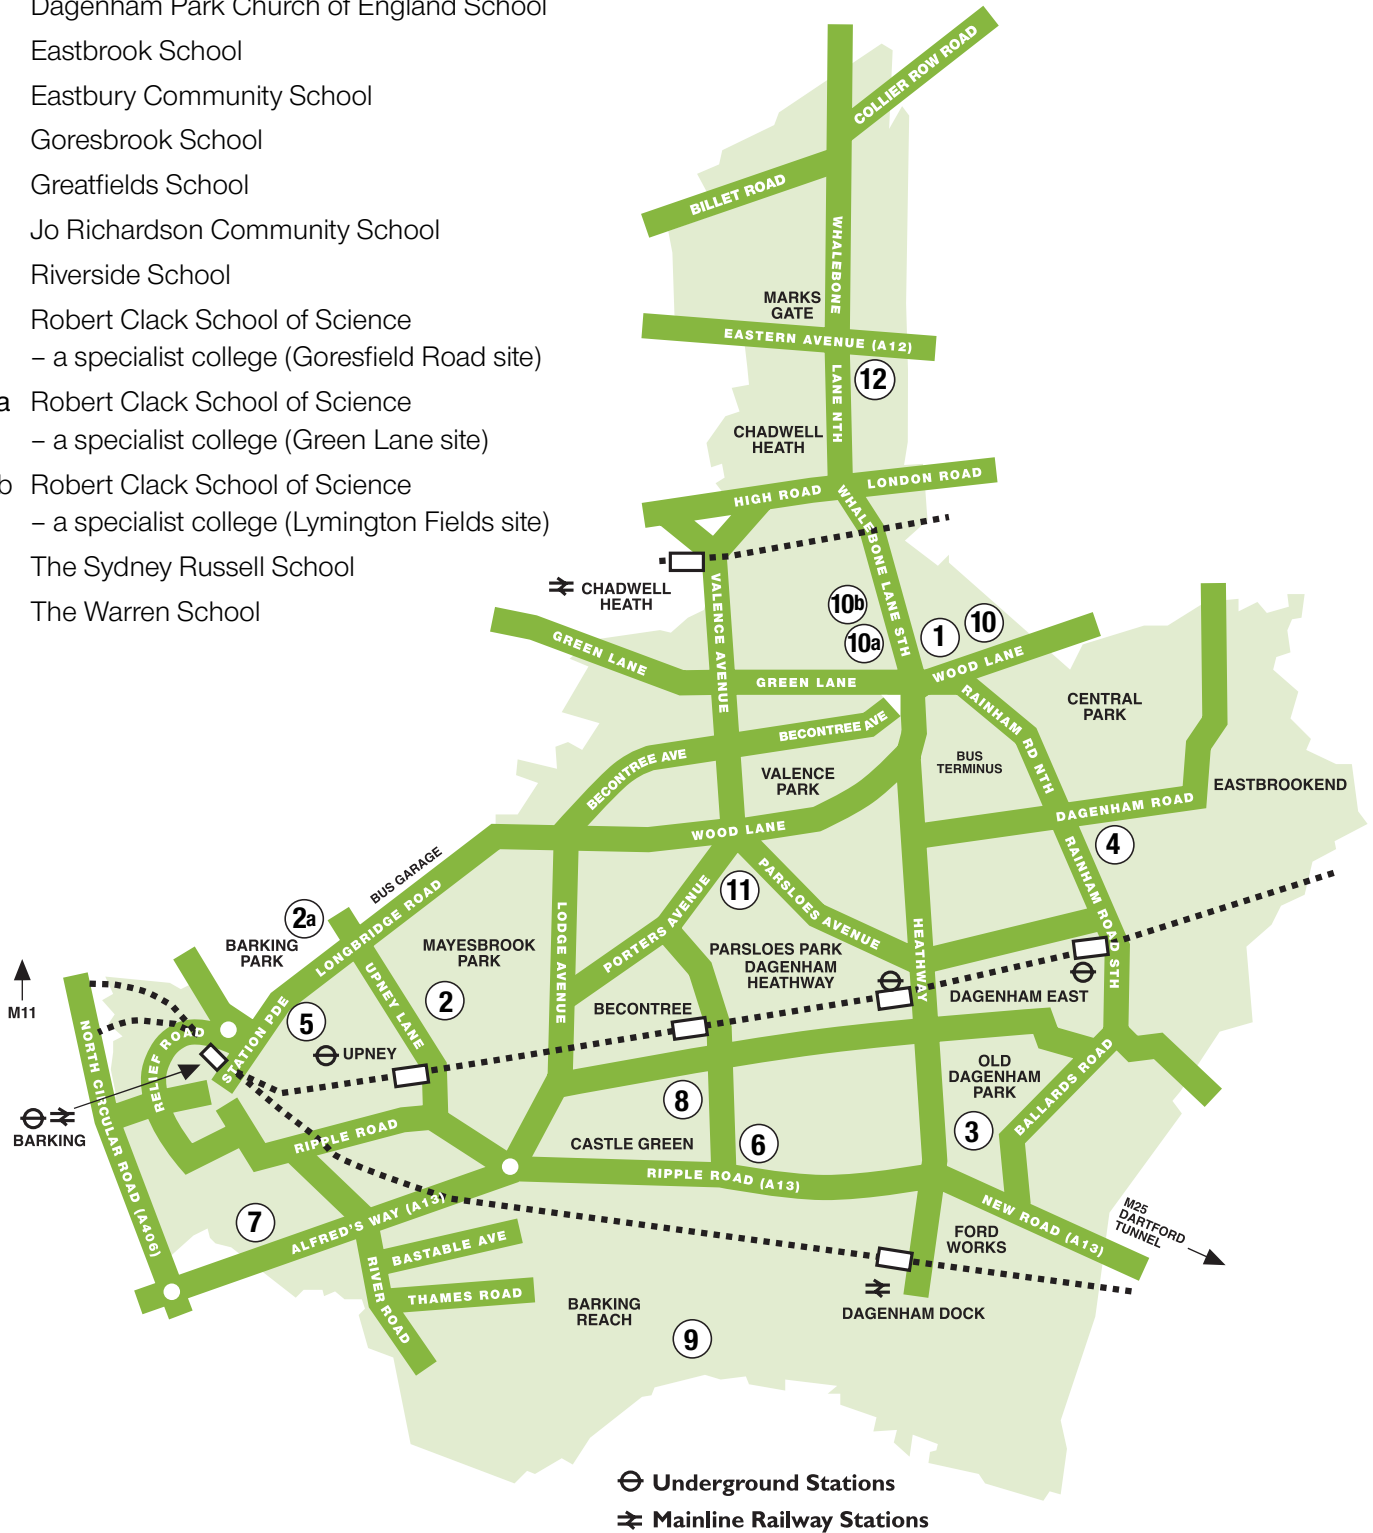 Dagenham Park Church of England School
Eastbrook School
Eastbury Community School
Goresbrook School
Greatfields School
Jo Richardson Community School
Riverside School
Robert Clack School of Science
– a specialist college (Goresfield Road site)
a Robert Clack School of Science
– a specialist college (Green Lane site)
b Robert Clack School of Science
– a specialist college (Lymington Fields site)
The Sydney Russell School
The Warren School
COLLIER ROW ROAD
BILLET ROAD
WHALEBONE
LANE NTH
MARKS
GATE
EASTERN AVENUE (A12)
12
CHADWELL
HEATH
HIGH ROAD
LONDON ROAD
WHALEBONE LANE STH
CHADWELL
HEATH
VALENCE AVENUE
10b
10a
1
10
GREEN LANE
GREEN LANE
WOOD LANE
RAINHAM RD NTH
CENTRAL
PARK
BECONTREE AVE
BECONTREE AVE
BUS
TERMINUS
VALENCE
PARK
EASTBROOKEND
DAGENHAM ROAD
WOOD LANE
4
RAINHAM ROAD STH
BUS GARAGE
LONGBRIDGE ROAD
11
PARSLOES AVENUE
PORTERS AVENUE
LODGE AVENUE
HEATHWAY
2a
BARKING
PARK
MAYESBROOK
PARK
UPNEY LANE
2
PARSLOES PARK
DAGENHAM
HEATHWAY
DAGENHAM EAST
BECONTREE
M11
NORTH CIRCULAR ROAD (A406)
RELIEF ROAD
STATION PDE
5
UPNEY
BARKING
OLD
DAGENHAM
PARK
BALLARDS ROAD
8
3
6
CASTLE GREEN
RIPPLE ROAD
RIPPLE ROAD (A13)
NEW ROAD (A13)
M25
DARTFORD
TUNNEL
7
ALFRED'S WAY (A13)
BASTABLE AVE
THAMES ROAD
RIVER ROAD
FORD
WORKS
BARKING
REACH
9
DAGENHAM DOCK
Underground Stations
Mainline Railway Stations